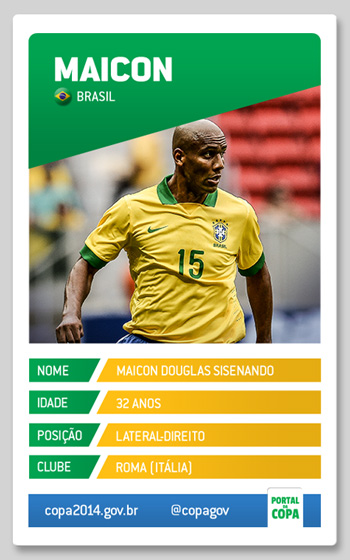 MAICON
BRASIL
15
BRASIL
NOME MAICON DOUGLAS SISENANDO
IDADE 32 ANOS
POSIÇÃO LATERAL-DIREITO
CLUBE ROMA (ITÁLIA)
copa2014.gov.br @copagov
PORTAL
DA
COPA